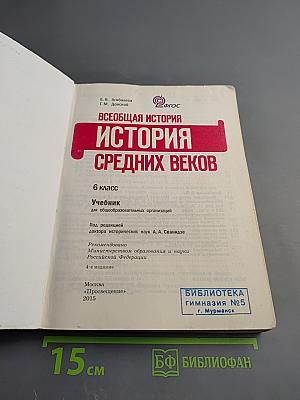 Е. В. Агибалова
Г. М. Донской
ФГОС
ВСЕОБЩАЯ ИСТОРИЯ
ИСТОРИЯ
СРЕДНИХ ВЕКОВ
6 класс
Учебник
для общеобразовательных организаций
Под редакцией
доктора исторических наук А. А. Сванидзе
Рекомендовано
Министерством образования и науки
Российской Федерации
4-е издание
Москва
«Просвещение»
2015
БИБЛИОТЕКА
гимназия №5
г. Мурманск
15 см
БФ БИБЛИОФАН